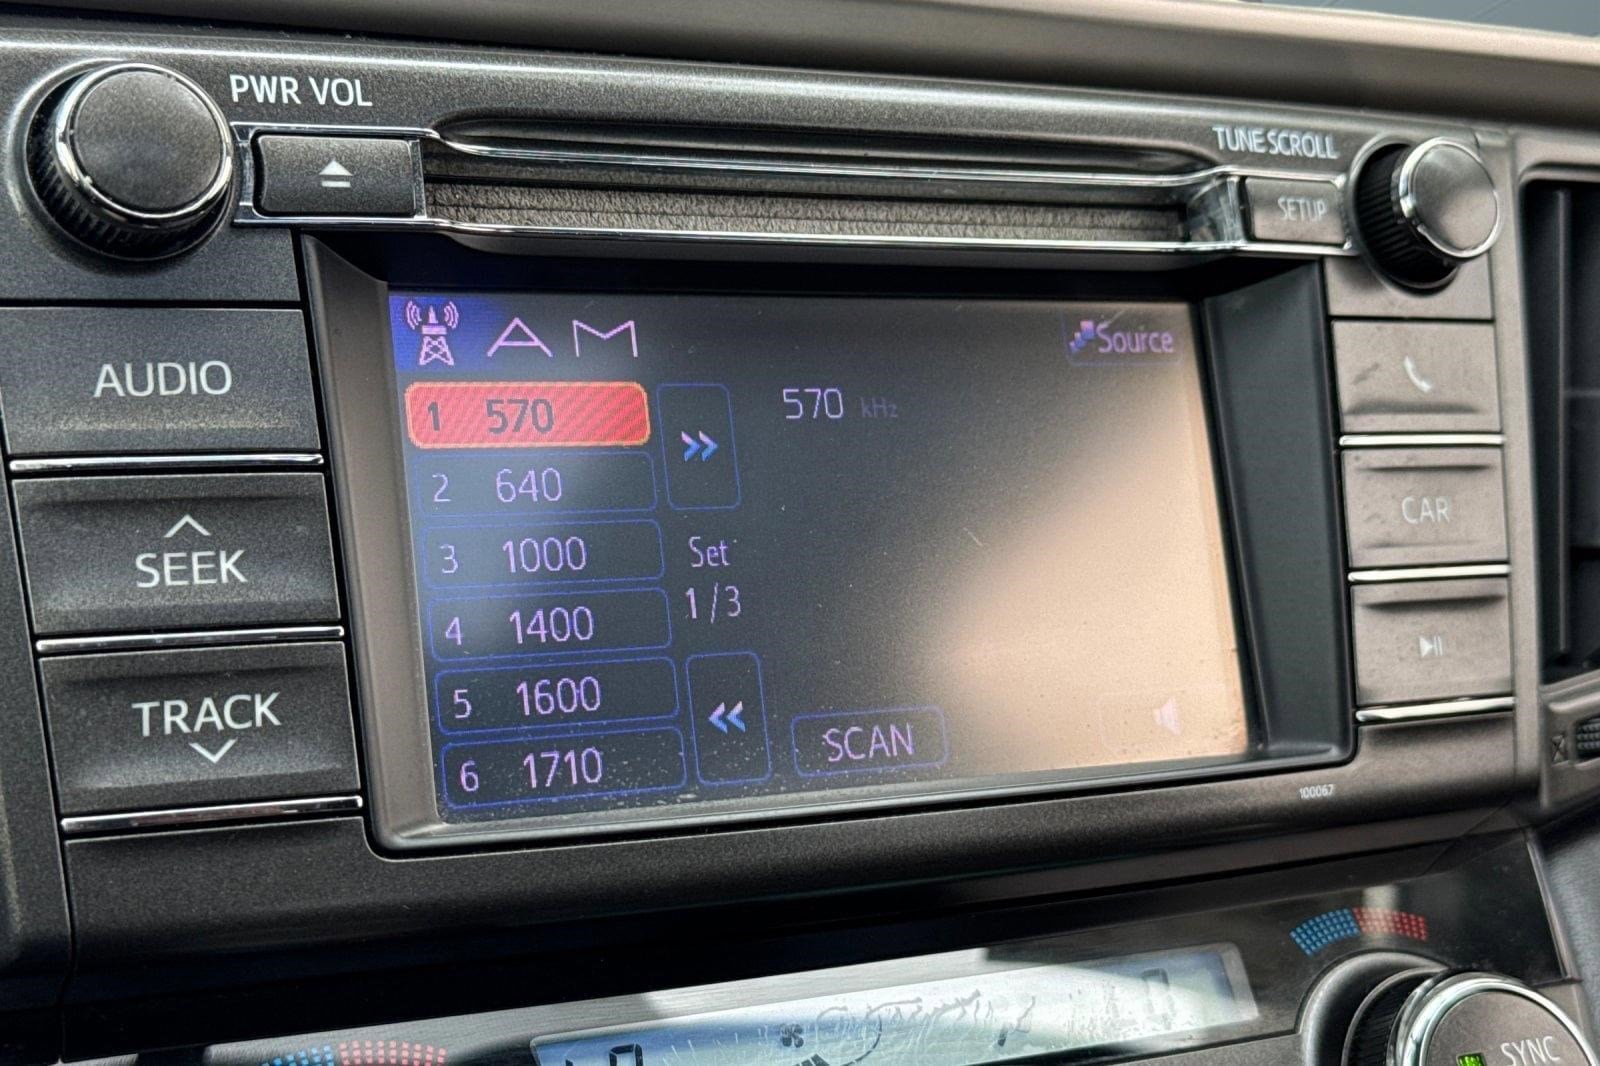 PWR VOL
TUNE SCROLL
SETUP
AUDIO
SEEK
TRACK
AM
Source
1 570
570 kHz
2 640
3 1000
Set
1/3
4 1400
5 1600
6 1710
SCAN
CAR
100067
SYNC